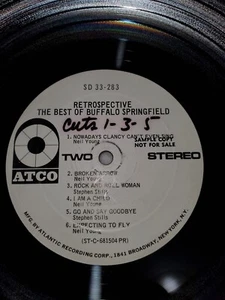 SD 33-283
RETROSPECTIVE
THE BEST OF BUFFALO SPRINGFIELD
Cuts 1-3-5
1. NOWADAYS CLANCY CAN'T EVEN SING
Neil Young
SAMPLE COPY
NOT FOR SALE
TWO
STEREO
ATCO
2. BROKEN ARROW
Neil Young
3. ROCK AND ROLL WOMAN
Stephen Stills
4. I AM A CHILD
Neil Young
5. GO AND SAY GOODBYE
Stephen Stills
6. EXPECTING TO FLY
Neil Young
(ST-C-681504 PR)
MFG. BY ATLANTIC RECORDING CORP., 1841 BROADWAY, NEW YORK, N.Y.